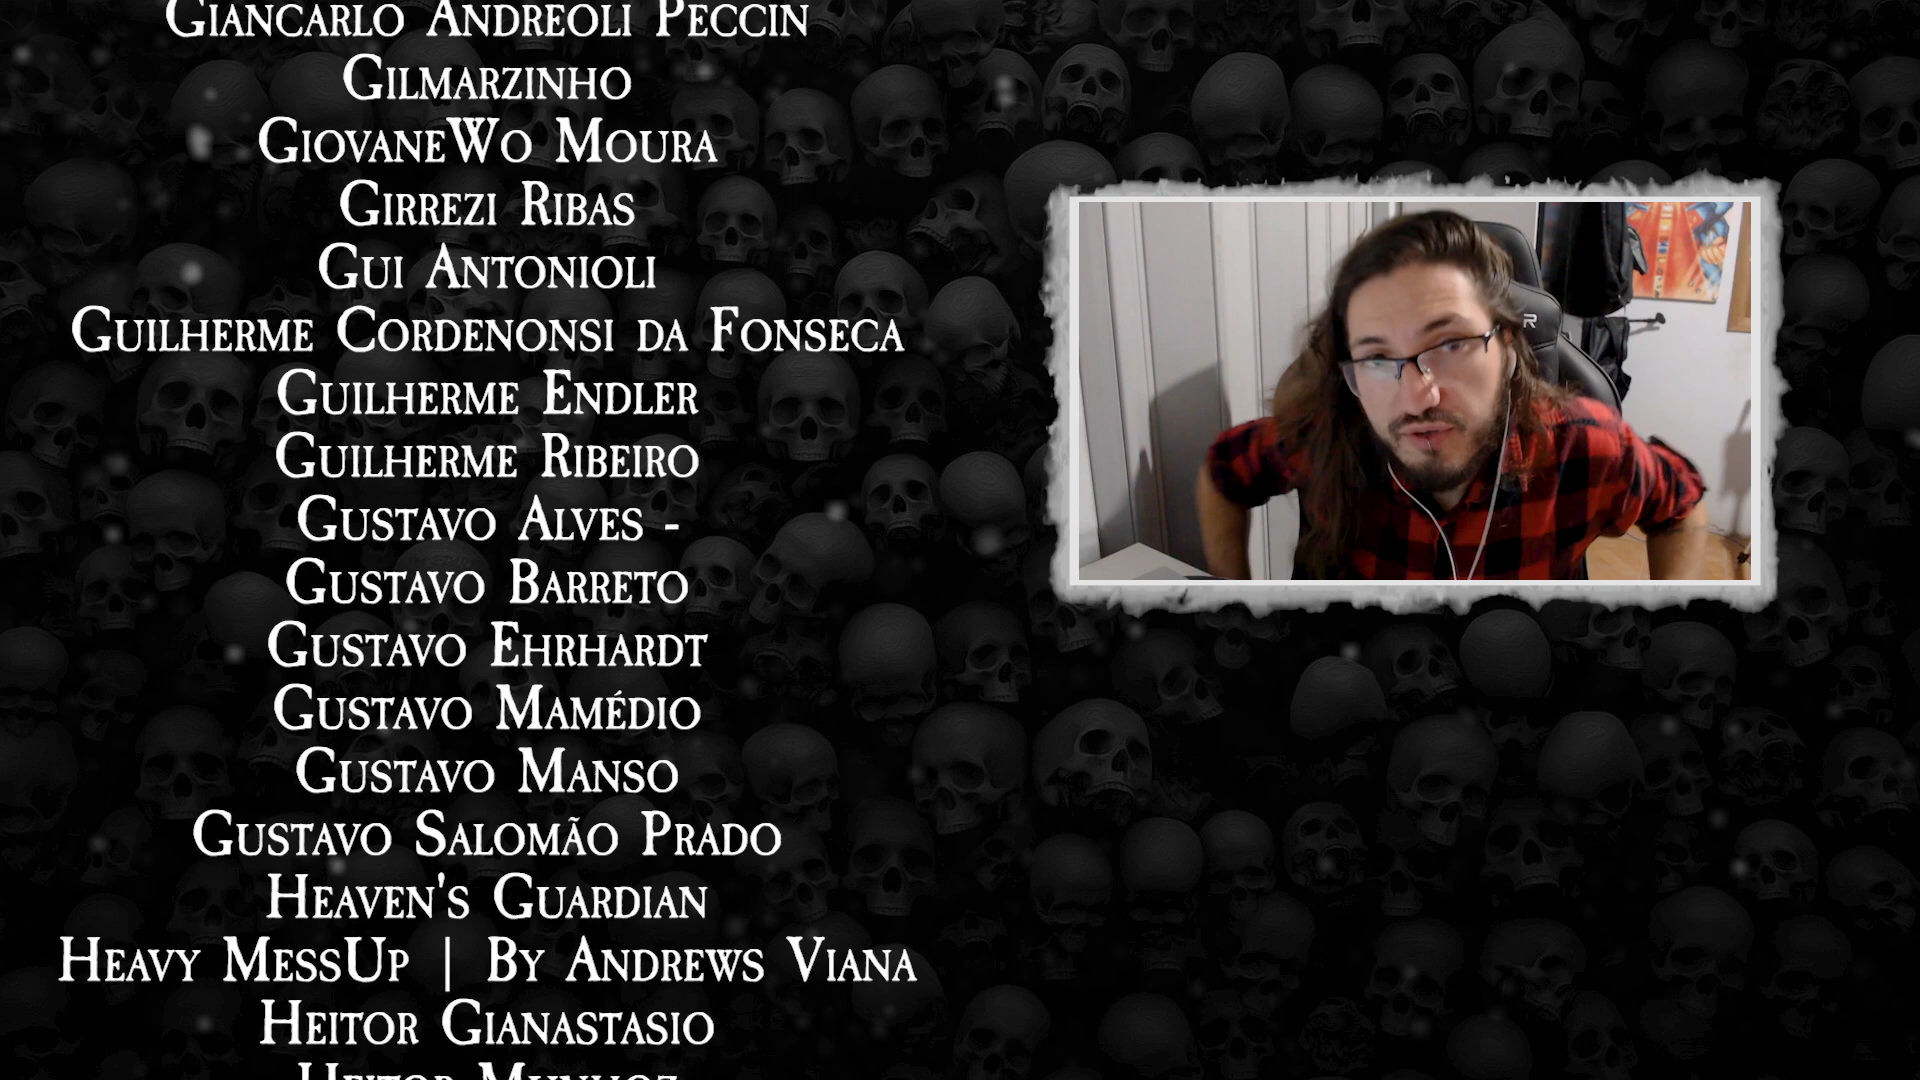 Giancarlo Andreoli Peccin
Gilmarzinho
GiovaneWo Moura
Girrezi Ribas
Gui Antonioli
Guilherme Cordenonsi da Fonseca
Guilherme Endler
Guilherme Ribeiro
Gustavo Alves -
Gustavo Barreto
Gustavo Ehrhardt
Gustavo Mamédio
Gustavo Manso
Gustavo Salomão Prado
Heaven's Guardian
Heavy MessUp | By Andrews Viana
Heitor Gianastasio
Heitor Munhoz